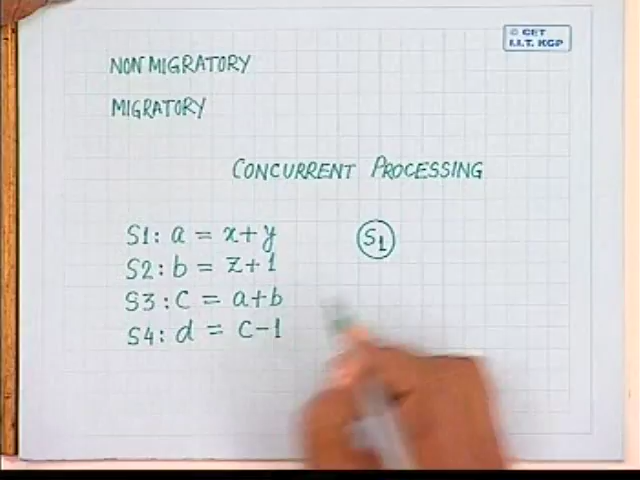 © CET
I.I.T. KGP
NON MIGRATORY
MIGRATORY
CONCURRENT PROCESSING
S1: a = x+y
S1
S2: b = z+1
S3: c = a+b
S4: d = c-1